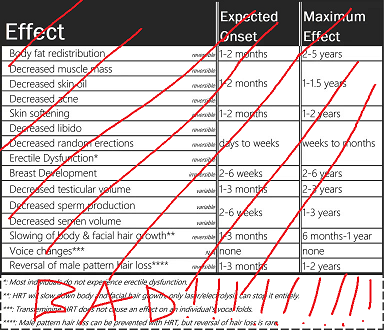 Effect Expected Onset Maximum Effect
Body fat redistribution reversible 1-2 months 2-5 years
Decreased muscle mass reversible
Decreased skin oil reversible 1-2 months 1-1.5 years
Decreased acne reversible
Skin softening reversible 1-2 months 1-2 years
Decreased libido reversible
Decreased random erections reversible days to weeks weeks to months
Erectile Dysfunction* reversible
Breast Development irreversible 2-6 weeks 2-6 years
Decreased testicular volume variable 1-3 months 2-3 years
Decreased sperm production variable
2-6 weeks 1-3 years
Decreased semen volume variable
Slowing of body & facial hair growth** reversible 1-3 months 6 months-1 year
Voice changes*** none none
Reversal of male pattern hair loss**** reversible 1-3 months 1-2 years
BAD!!!!!!!!!
*: Most individuals do not experience erectile dysfunction.
**: HRT will slow down body and facial hair growth, only laser/electrolysis can stop it entirely.
***: Transfeminine HRT does not cause an effect on an individual's vocal folds.
****: Male pattern hair loss can be prevented with HRT, but reversal of hair loss is rare.